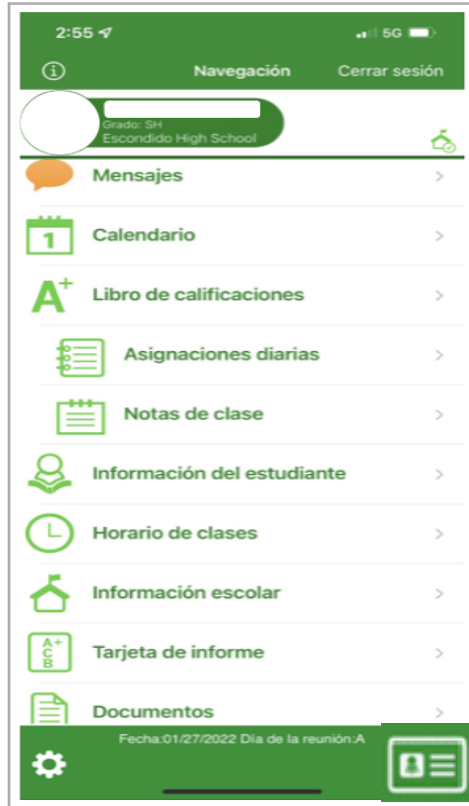 2:55
5G
Navegación
Cerrar sesión
Grado: SH
Escondido High School
Mensajes
1
Calendario
A+
Libro de calificaciones
Asignaciones diarias
Notas de clase
Información del estudiante
Horario de clases
Información escolar
A+
C
B
Tarjeta de informe
Documentos
Fecha:01/27/2022 Día de la reunión:A